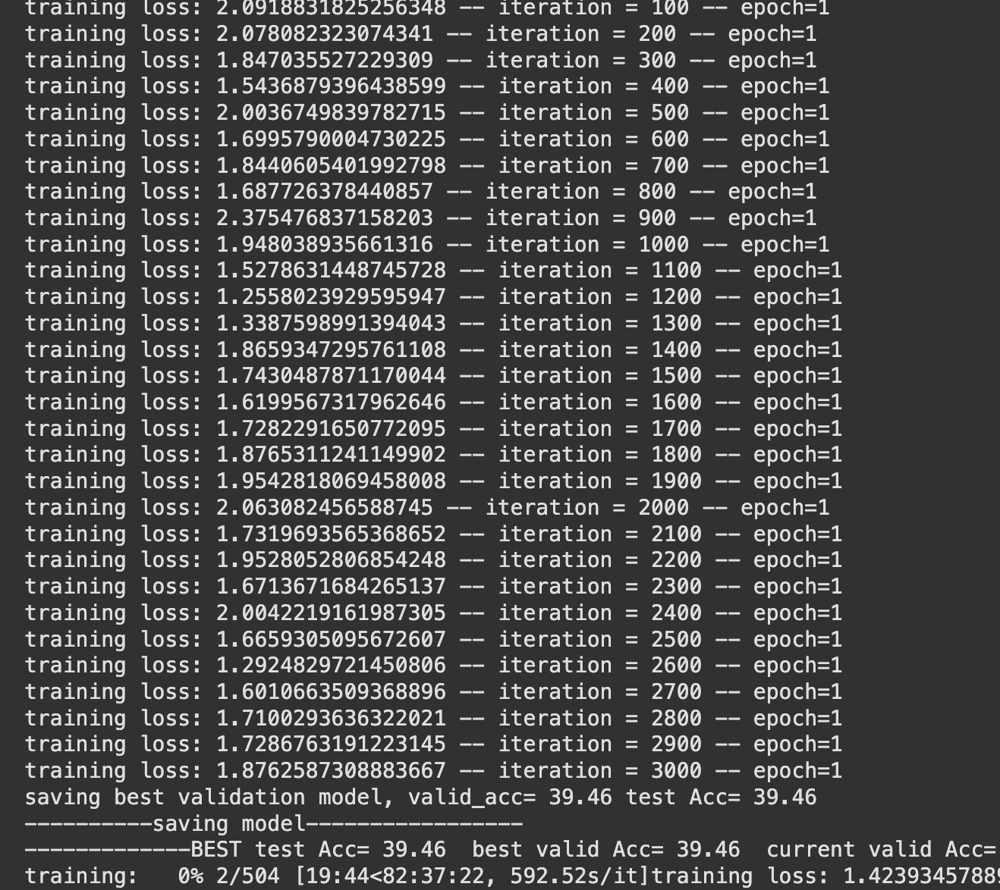 training loss: 2.0918831825256348 -- iteration = 100 -- epoch=1
training loss: 2.078082323074341 -- iteration = 200 -- epoch=1
training loss: 1.847035527229309 -- iteration = 300 -- epoch=1
training loss: 1.5436879396438599 -- iteration = 400 -- epoch=1
training loss: 2.0036749839782715 -- iteration = 500 -- epoch=1
training loss: 1.6995790004730225 -- iteration = 600 -- epoch=1
training loss: 1.8440605401992798 -- iteration = 700 -- epoch=1
training loss: 1.687726378440857 -- iteration = 800 -- epoch=1
training loss: 2.375476837158203 -- iteration = 900 -- epoch=1
training loss: 1.948038935661316 -- iteration = 1000 -- epoch=1
training loss: 1.5278631448745728 -- iteration = 1100 -- epoch=1
training loss: 1.2558023929595947 -- iteration = 1200 -- epoch=1
training loss: 1.3387598991394043 -- iteration = 1300 -- epoch=1
training loss: 1.8659347295761108 -- iteration = 1400 -- epoch=1
training loss: 1.7430487871170044 -- iteration = 1500 -- epoch=1
training loss: 1.6199567317962646 -- iteration = 1600 -- epoch=1
training loss: 1.7282291650772095 -- iteration = 1700 -- epoch=1
training loss: 1.8765311241149902 -- iteration = 1800 -- epoch=1
training loss: 1.9542818069458008 -- iteration = 1900 -- epoch=1
training loss: 2.063082456588745 -- iteration = 2000 -- epoch=1
training loss: 1.7319693565368652 -- iteration = 2100 -- epoch=1
training loss: 1.9528052806854248 -- iteration = 2200 -- epoch=1
training loss: 1.6713671684265137 -- iteration = 2300 -- epoch=1
training loss: 2.0042219161987305 -- iteration = 2400 -- epoch=1
training loss: 1.6659305095672607 -- iteration = 2500 -- epoch=1
training loss: 1.2924829721450806 -- iteration = 2600 -- epoch=1
training loss: 1.6010663509368896 -- iteration = 2700 -- epoch=1
training loss: 1.7100293636322021 -- iteration = 2800 -- epoch=1
training loss: 1.7286763191223145 -- iteration = 2900 -- epoch=1
training loss: 1.8762587308883667 -- iteration = 3000 -- epoch=1
saving best validation model, valid_acc= 39.46 test Acc= 39.46
----------saving model-----------------
-------------BEST test Acc= 39.46  best valid Acc= 39.46  current valid Acc=
training:   0% 2/504 [19:44<82:37:22, 592.52s/it]training loss: 1.4239345788